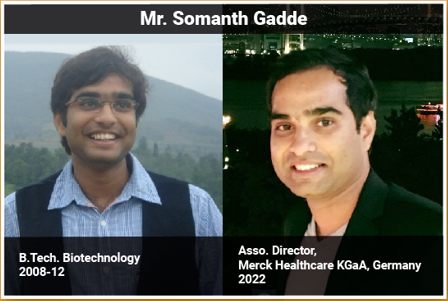 Mr. Somanth Gadde
B.Tech. Biotechnology
2008-12
Asso. Director,
Merck Healthcare KGaA, Germany
2022